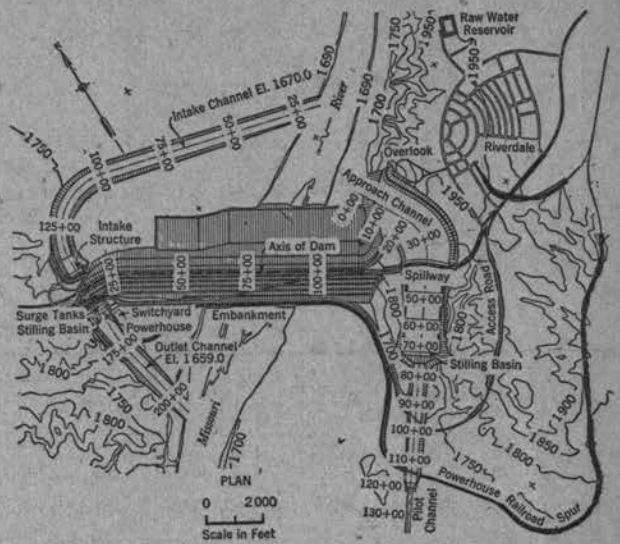 Raw Water
Reservoir
1750
1950
1950
1690
1690
1700
N
Intake Channel El. 1670.0
25+00
50+00
75+00
100+00
125+00
River
Riverdale
Overlook
1950
Approach Channel
1750
Intake
Structure
0+00
10+00
20+00
30+00
Axis of Dam
25+00
50+00
75+00
100+00
Spillway
1800
50+00
60+00
70+00
1800
Access Road
Surge Tanks
Stilling Basin
Switchyard
Powerhouse
Embankment
1700
Stilling Basin
175+00
Outlet Channel
El. 1659.0
200+00
1800
1750
1800
Missouri
1700
80+00
90+00
100+00
110+00
120+00
130+00
Pilot
Channel
1900
1850
1800
1750
Powerhouse Railroad Spur
PLAN
0 2000
Scale in Feet